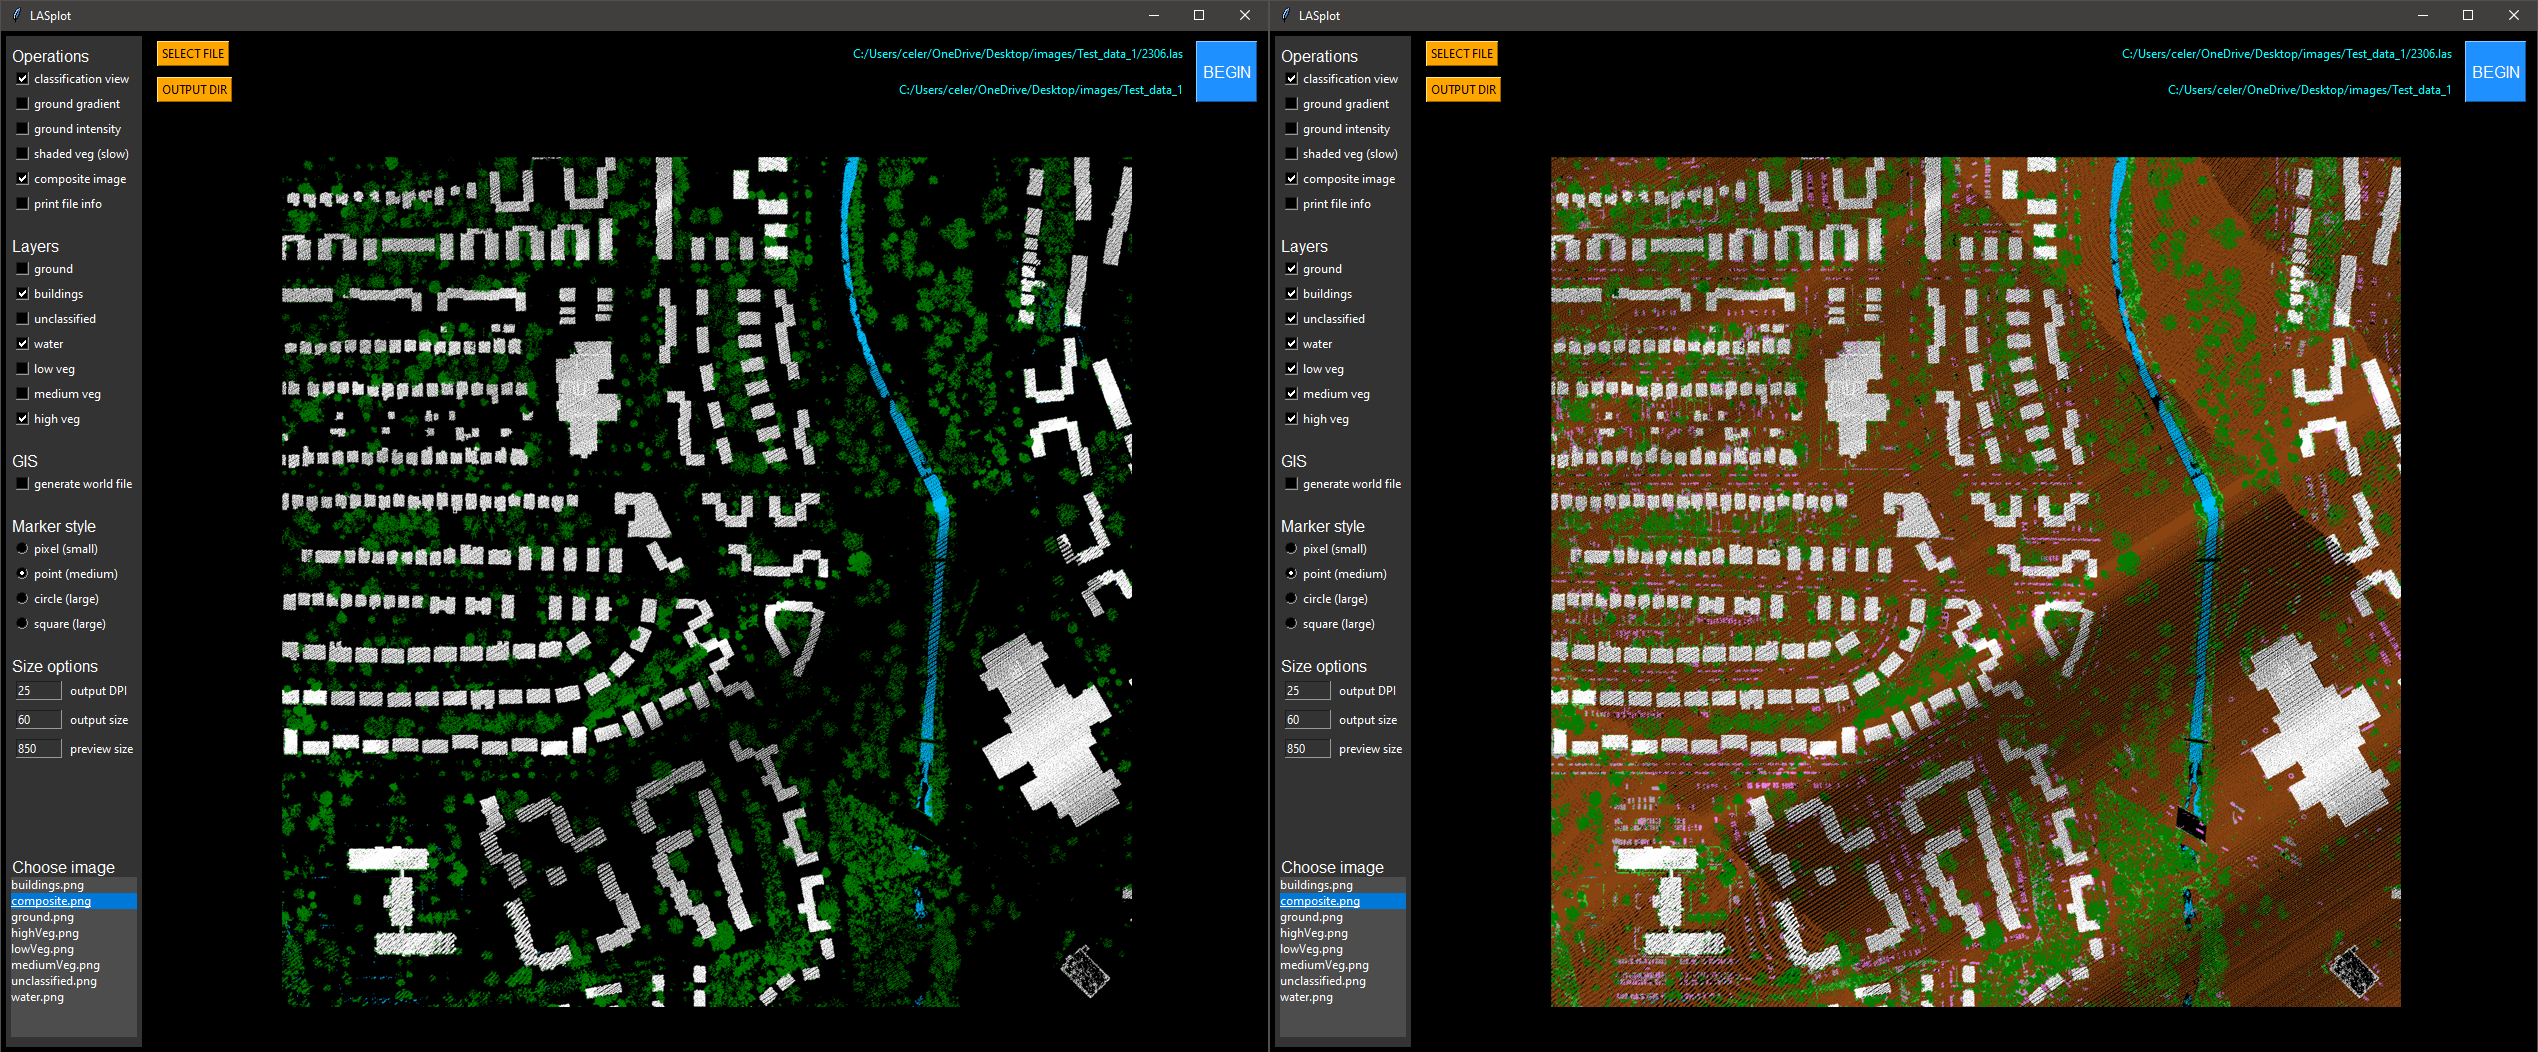 LASplot
Operations
classification view
ground gradient
ground intensity
shaded veg (slow)
composite image
print file info
Layers
ground
buildings
unclassified
water
low veg
medium veg
high veg
GIS
generate world file
Marker style
pixel (small)
point (medium)
circle (large)
square (large)
Size options
25 output DPI
60 output size
850 preview size
Choose image
buildings.png
composite.png
ground.png
highVeg.png
lowVeg.png
mediumVeg.png
unclassified.png
water.png
SELECT FILE
C:/Users/celer/OneDrive/Desktop/images/Test_data_1/2306.las
OUTPUT DIR
C:/Users/celer/OneDrive/Desktop/images/Test_data_1
BEGIN
LASplot
Operations
classification view
ground gradient
ground intensity
shaded veg (slow)
composite image
print file info
Layers
ground
buildings
unclassified
water
low veg
medium veg
high veg
GIS
generate world file
Marker style
pixel (small)
point (medium)
circle (large)
square (large)
Size options
25 output DPI
60 output size
850 preview size
Choose image
buildings.png
composite.png
ground.png
highVeg.png
lowVeg.png
mediumVeg.png
unclassified.png
water.png
SELECT FILE
C:/Users/celer/OneDrive/Desktop/images/Test_data_1/2306.las
OUTPUT DIR
C:/Users/celer/OneDrive/Desktop/images/Test_data_1
BEGIN